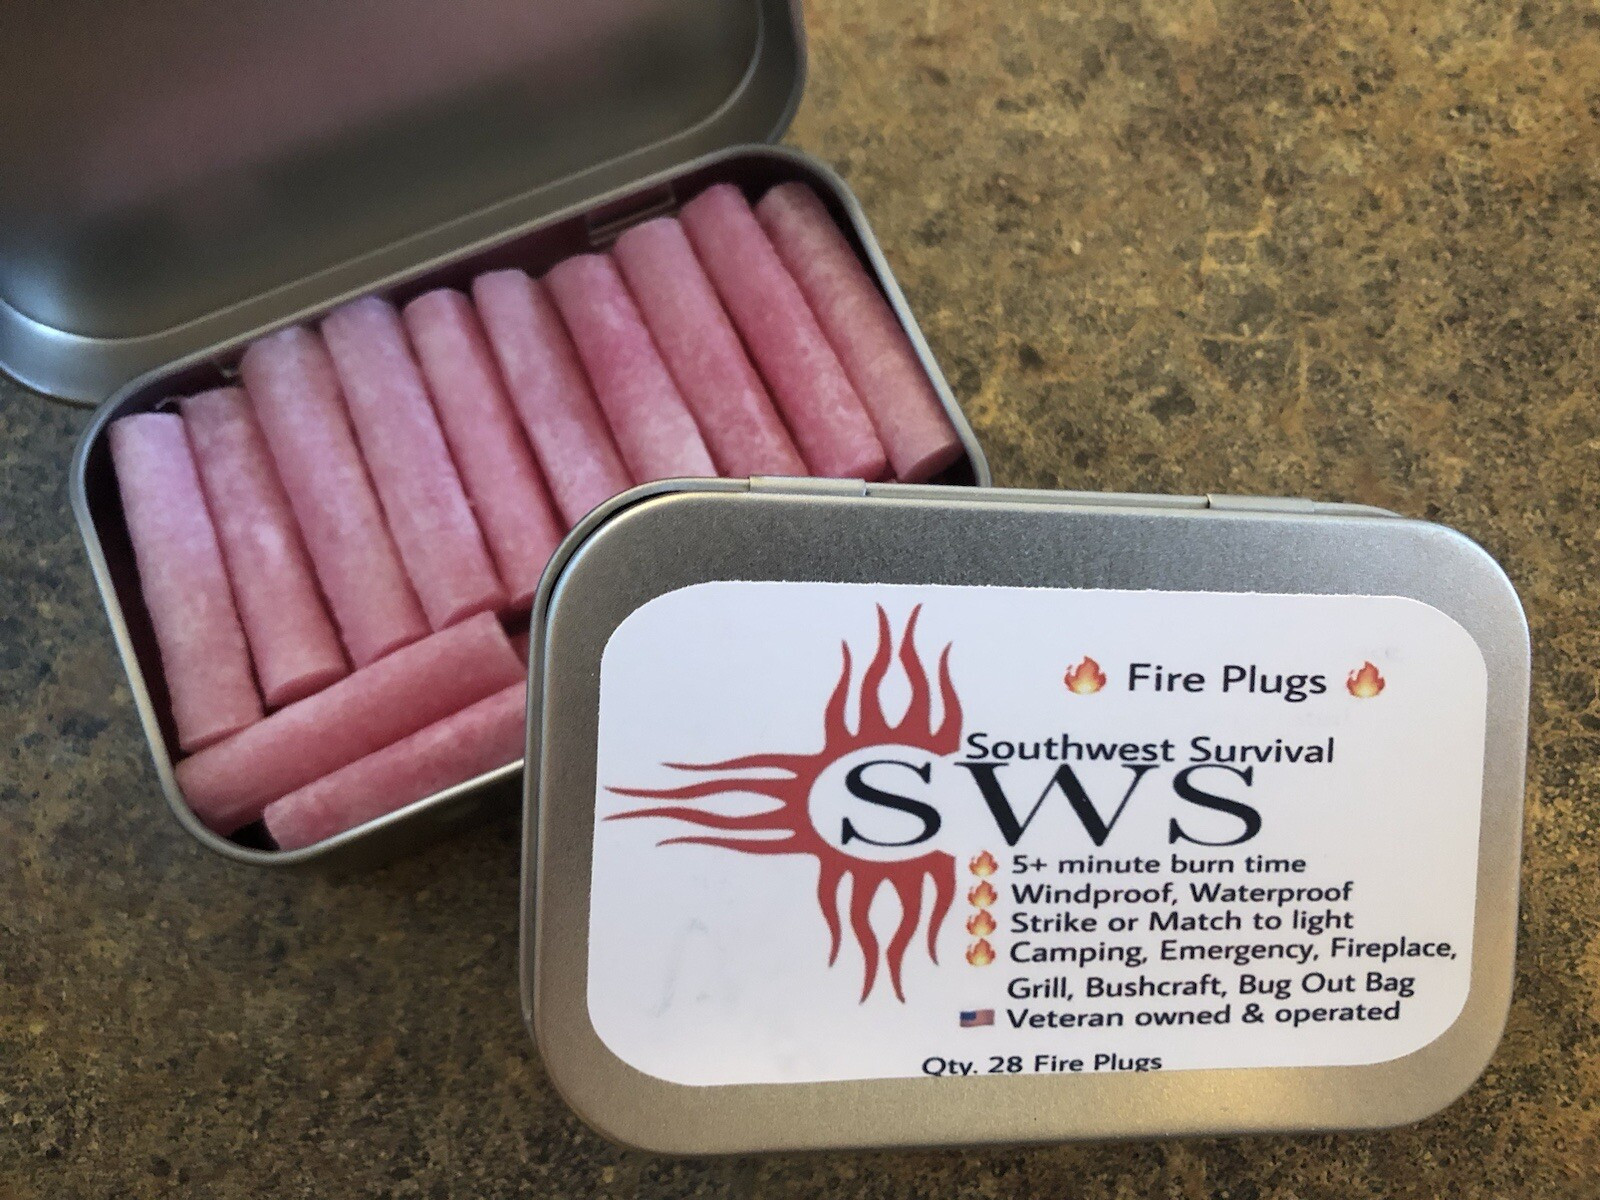 🔥 Fire Plugs 🔥
Southwest Survival
SWS
🔥 5+ minute burn time
🔥 Windproof, Waterproof
🔥 Strike or Match to light
🔥 Camping, Emergency, Fireplace,
Grill, Bushcraft, Bug Out Bag
🇺🇸 Veteran owned & operated
Qty. 28 Fire Plugs